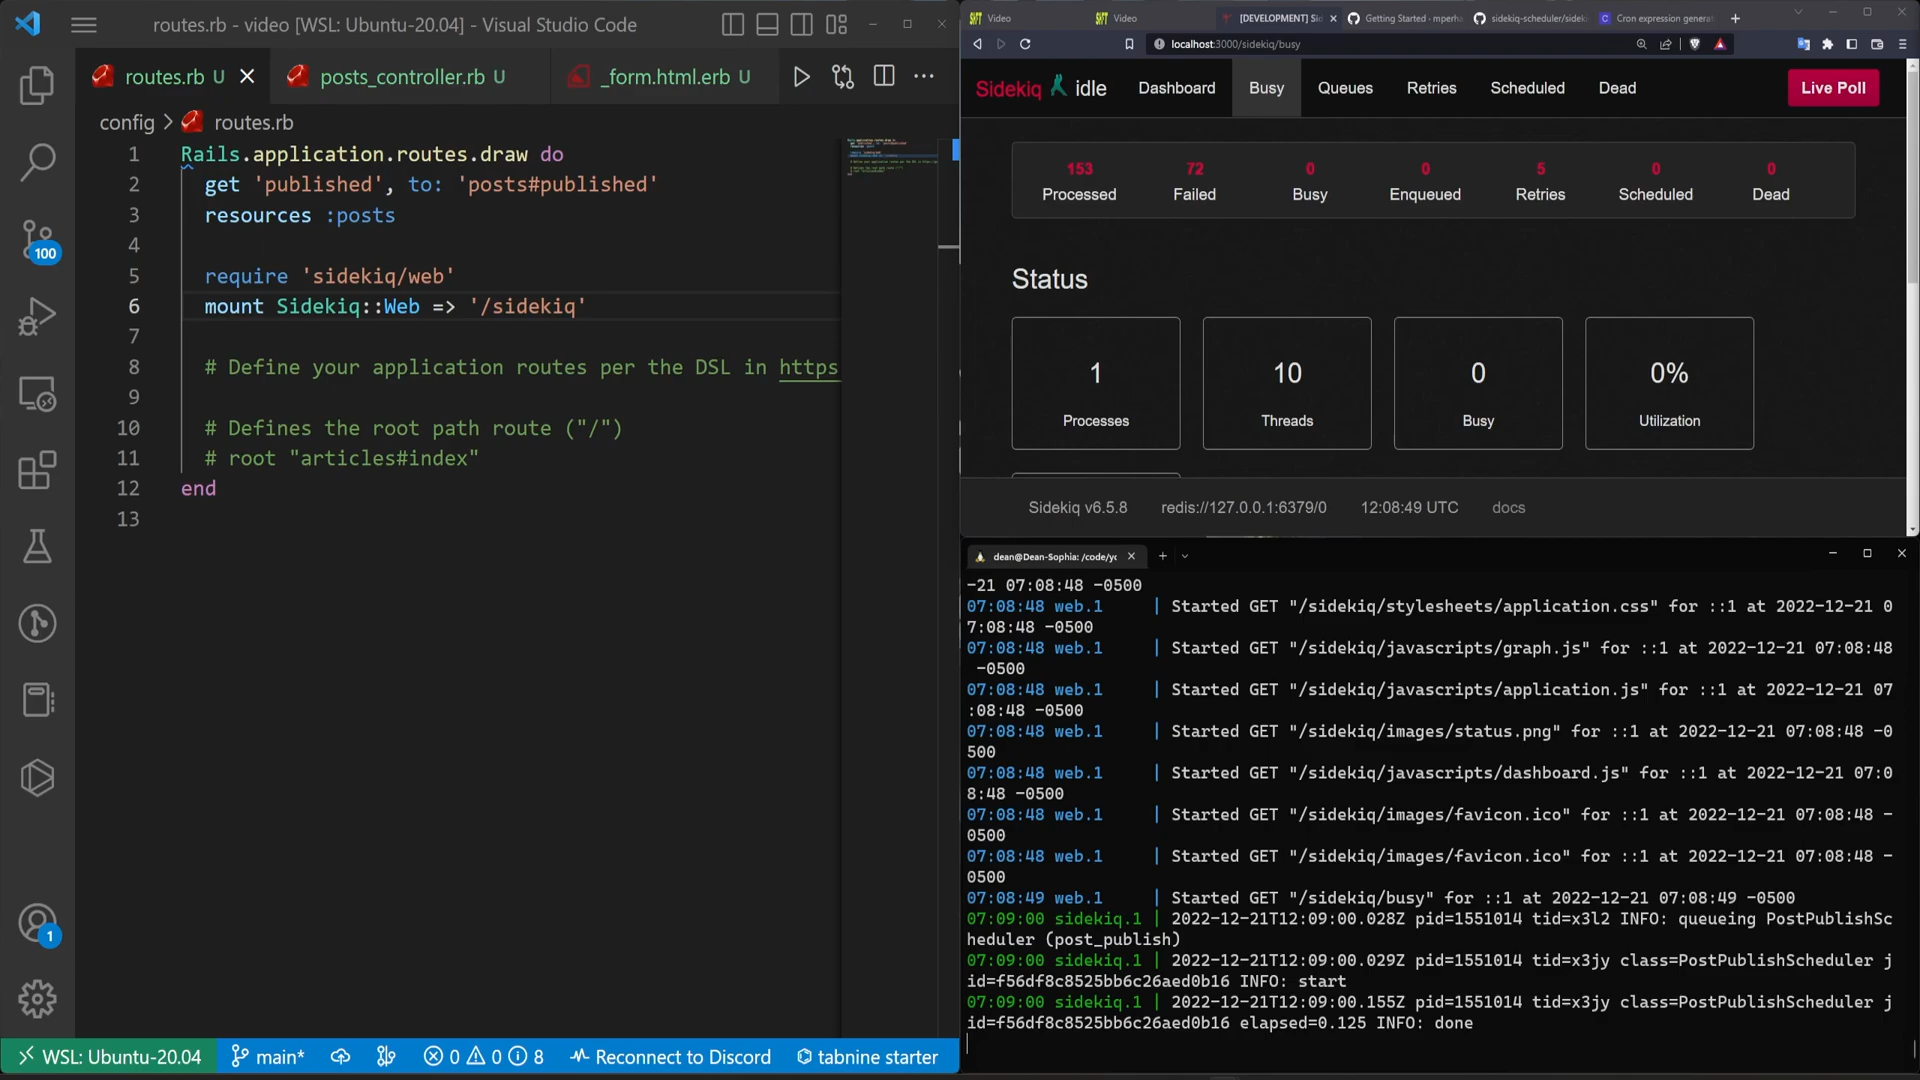 routes.rb - video [WSL: Ubuntu-20.04] - Visual Studio Code
routes.rb U
posts_controller.rb U
_form.html.erb U
config > routes.rb
1 Rails.application.routes.draw do
2 get 'published', to: 'posts#published'
3 resources :posts
4
5 require 'sidekiq/web'
6 mount Sidekiq::Web => '/sidekiq'
7
8 # Define your application routes per the DSL in https
9
10 # Defines the root path route ("/")
11 # root "articles#index"
12 end
13
100
1
WSL: Ubuntu-20.04
main*
0 0 8
Reconnect to Discord
tabnine starter
Video
Video
[DEVELOPMENT] Si
Getting Started - mperha
sidekiq-scheduler/sideki
Cron expression generat
localhost:3000/sidekiq/busy
Sidekiq idle Dashboard Busy Queues Retries Scheduled Dead Live Poll
153 72 0 0 5 0 0
Processed Failed Busy Enqueued Retries Scheduled Dead
Status
1 10 0 0%
Processes Threads Busy Utilization
Sidekiq v6.5.8 redis://127.0.0.1:6379/0 12:08:49 UTC docs
dean@Dean-Sophia: /code/yc
-21 07:08:48 -0500
07:08:48 web.1 | Started GET "/sidekiq/stylesheets/application.css" for ::1 at 2022-12-21 0
7:08:48 -0500
07:08:48 web.1 | Started GET "/sidekiq/javascripts/graph.js" for ::1 at 2022-12-21 07:08:48
-0500
07:08:48 web.1 | Started GET "/sidekiq/javascripts/application.js" for ::1 at 2022-12-21 07
:08:48 -0500
07:08:48 web.1 | Started GET "/sidekiq/images/status.png" for ::1 at 2022-12-21 07:08:48 -0
500
07:08:48 web.1 | Started GET "/sidekiq/javascripts/dashboard.js" for ::1 at 2022-12-21 07:0
8:48 -0500
07:08:48 web.1 | Started GET "/sidekiq/images/favicon.ico" for ::1 at 2022-12-21 07:08:48 -
0500
07:08:48 web.1 | Started GET "/sidekiq/images/favicon.ico" for ::1 at 2022-12-21 07:08:48 -
0500
07:08:49 web.1 | Started GET "/sidekiq/busy" for ::1 at 2022-12-21 07:08:49 -0500
07:09:00 sidekiq.1 | 2022-12-21T12:09:00.028Z pid=1551014 tid=x3l2 INFO: queueing PostPublishSc
heduler (post_publish)
07:09:00 sidekiq.1 | 2022-12-21T12:09:00.029Z pid=1551014 tid=x3jy class=PostPublishScheduler j
id=f56df8c8525bb6c26aed0b16 INFO: start
07:09:00 sidekiq.1 | 2022-12-21T12:09:00.155Z pid=1551014 tid=x3jy class=PostPublishScheduler j
id=f56df8c8525bb6c26aed0b16 elapsed=0.125 INFO: done